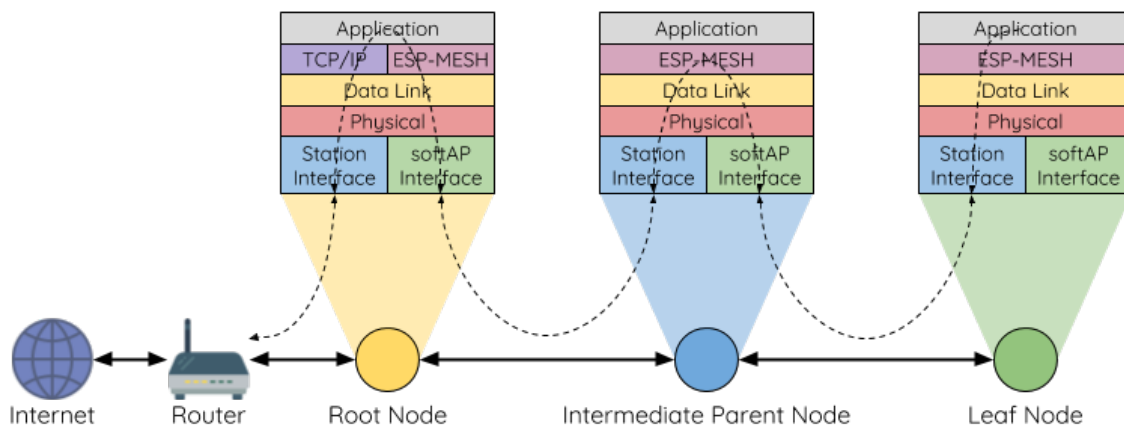 Application
TCP/IP
ESP-MESH
Data Link
Physical
Station
Interface
softAP
Interface
Application
ESP-MESH
Data Link
Physical
Station
Interface
softAP
Interface
Application
ESP-MESH
Data Link
Physical
Station
Interface
softAP
Interface
Internet
Router
Root Node
Intermediate Parent Node
Leaf Node